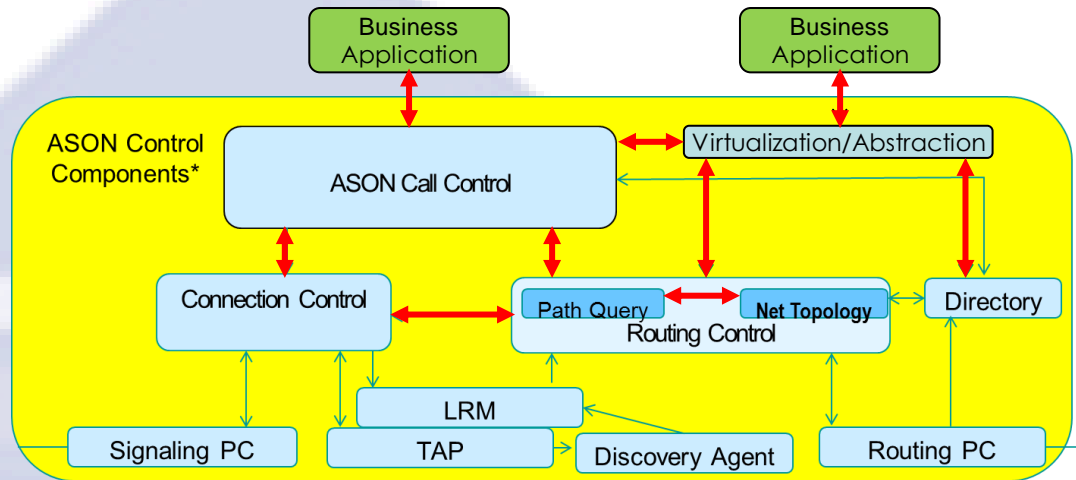 Business
Application
Business
Application
ASON Control
Components*
ASON Call Control
Virtualization/Abstraction
Connection Control
Path Query
Net Topology
Routing Control
Directory
LRM
Signaling PC
TAP
Discovery Agent
Routing PC